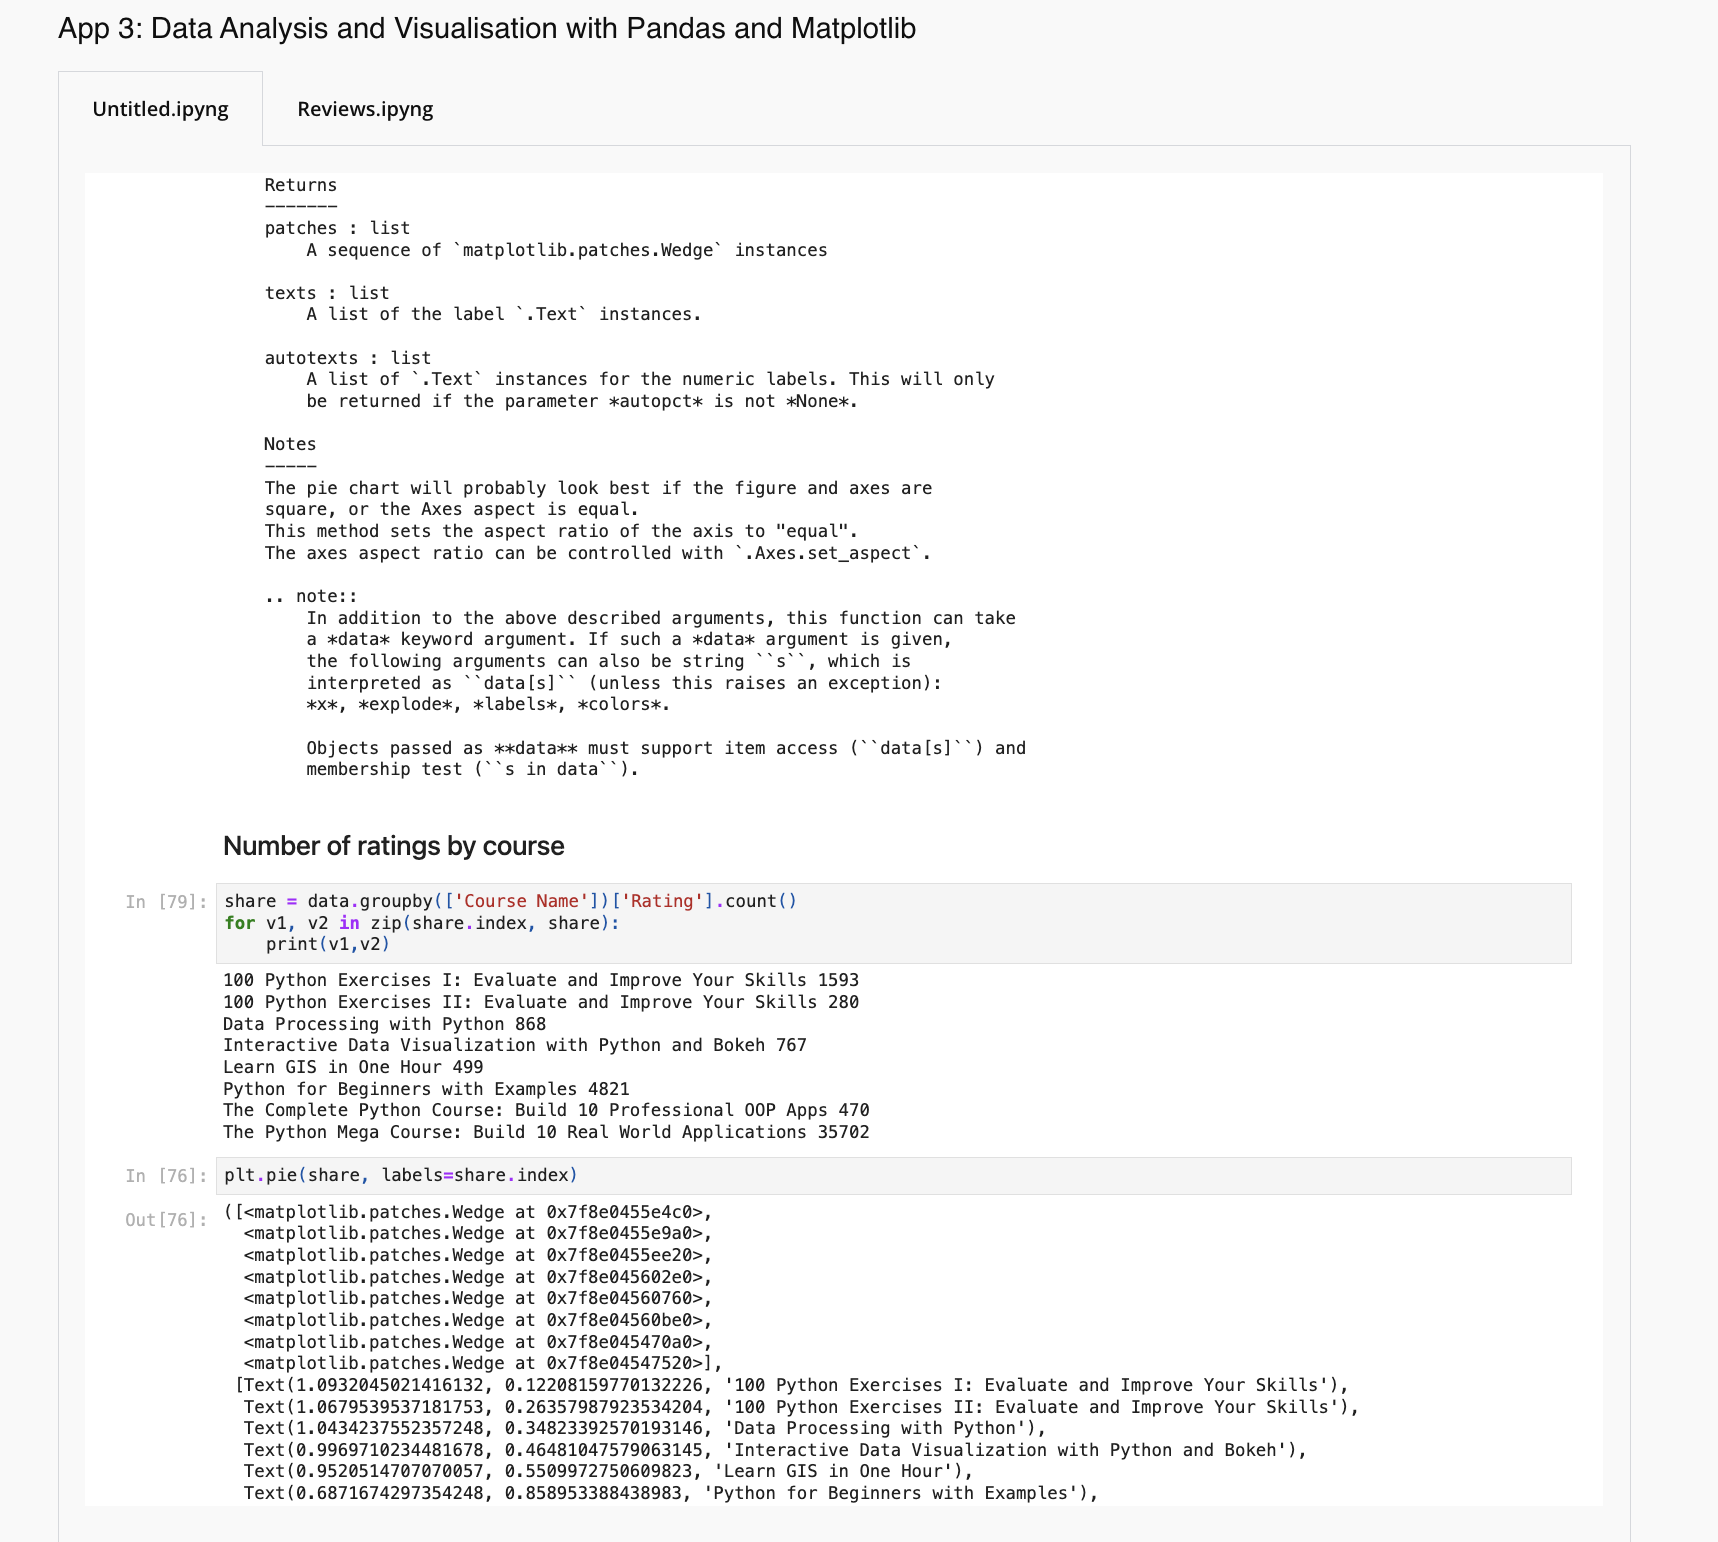 App 3: Data Analysis and Visualisation with Pandas and Matplotlib
Untitled.ipyng
Reviews.ipyng
Returns
-------
patches : list
    A sequence of `matplotlib.patches.Wedge` instances
texts : list
    A list of the label `.Text` instances.
autotexts : list
    A list of `.Text` instances for the numeric labels. This will only
    be returned if the parameter *autopct* is not *None*.
Notes
-----
The pie chart will probably look best if the figure and axes are
square, or the Axes aspect is equal.
This method sets the aspect ratio of the axis to "equal".
The axes aspect ratio can be controlled with `.Axes.set_aspect`.
.. note::
    In addition to the above described arguments, this function can take
    a *data* keyword argument. If such a *data* argument is given,
    the following arguments can also be string ``s``, which is
    interpreted as ``data[s]`` (unless this raises an exception):
    *x*, *explode*, *labels*, *colors*.
    Objects passed as **data** must support item access (``data[s]``) and
    membership test (``s in data``).
Number of ratings by course
In [79]: share = data.groupby(['Course Name'])['Rating'].count()
for v1, v2 in zip(share.index, share):
    print(v1,v2)
100 Python Exercises I: Evaluate and Improve Your Skills 1593
100 Python Exercises II: Evaluate and Improve Your Skills 280
Data Processing with Python 868
Interactive Data Visualization with Python and Bokeh 767
Learn GIS in One Hour 499
Python for Beginners with Examples 4821
The Complete Python Course: Build 10 Professional OOP Apps 470
The Python Mega Course: Build 10 Real World Applications 35702
In [76]: plt.pie(share, labels=share.index)
Out[76]: ([<matplotlib.patches.Wedge at 0x7f8e0455e4c0>,
  <matplotlib.patches.Wedge at 0x7f8e0455e9a0>,
  <matplotlib.patches.Wedge at 0x7f8e0455ee20>,
  <matplotlib.patches.Wedge at 0x7f8e045602e0>,
  <matplotlib.patches.Wedge at 0x7f8e04560760>,
  <matplotlib.patches.Wedge at 0x7f8e04560be0>,
  <matplotlib.patches.Wedge at 0x7f8e045470a0>,
  <matplotlib.patches.Wedge at 0x7f8e04547520>],
 [Text(1.0932045021416132, 0.12208159770132226, '100 Python Exercises I: Evaluate and Improve Your Skills'),
  Text(1.0679539537181753, 0.26357987923534204, '100 Python Exercises II: Evaluate and Improve Your Skills'),
  Text(1.0434237552357248, 0.34823392570193146, 'Data Processing with Python'),
  Text(0.9969710234481678, 0.46481047579063145, 'Interactive Data Visualization with Python and Bokeh'),
  Text(0.9520514707070057, 0.5509972750609823, 'Learn GIS in One Hour'),
  Text(0.6871674297354248, 0.858953388438983, 'Python for Beginners with Examples'),